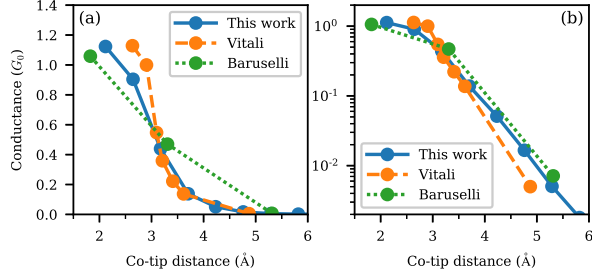 (a)
This work
Vitali
Baruselli
1.4
1.2
1.0
0.8
0.6
0.4
0.2
0.0
Conductance (G₀)
2
3
4
5
6
Co-tip distance (Å)
(b)
This work
Vitali
Baruselli
10⁰
10⁻¹
10⁻²
2
3
4
5
6
Co-tip distance (Å)